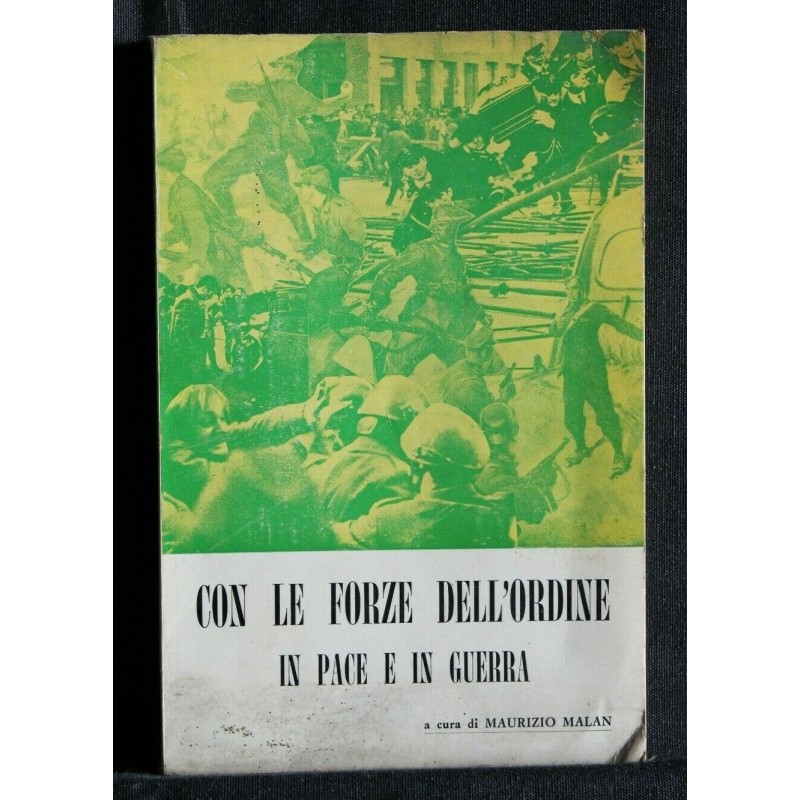 CON LE FORZE DELL'ORDINE
IN PACE E IN GUERRA
a cura di MAURIZIO MALAN